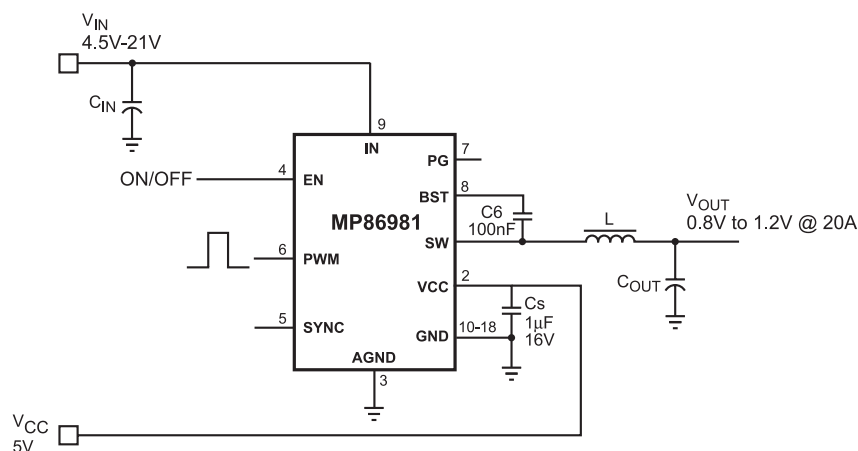 VIN
4.5V-21V
CIN
9
IN
4
EN
ON/OFF
PG
7
BST
8
MP86981
C6
100nF
SW
L
VOUT
0.8V to 1.2V @ 20A
6
PWM
VCC
2
COUT
Cs
1μF
16V
5
SYNC
GND
10-18
AGND
3
VCC
5V